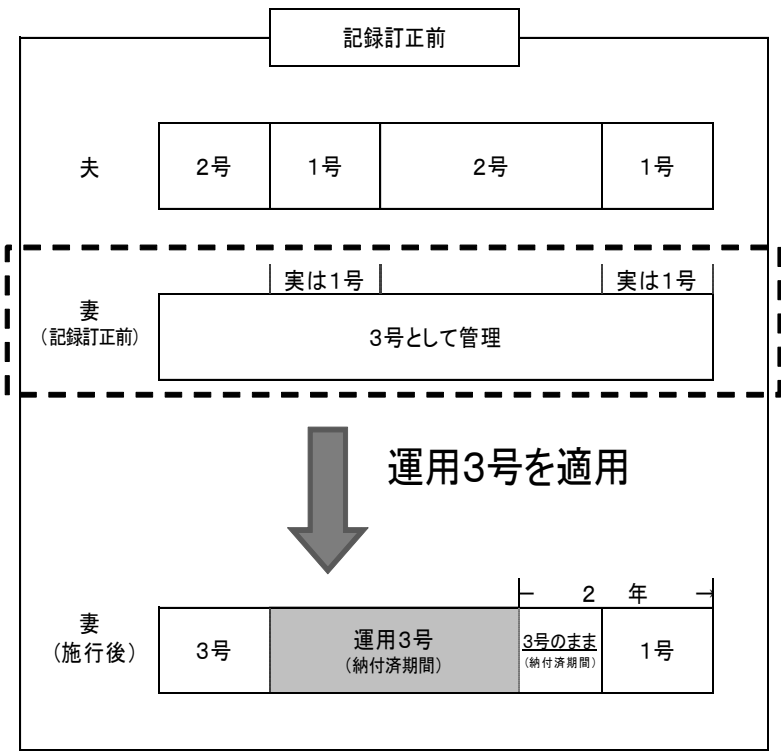 記録訂正前
夫
2号
1号
2号
1号
実は1号
実は1号
妻
（記録訂正前）
3号として管理
運用3号を適用
2 年
妻
（施行後）
3号
運用3号
（納付済期間）
3号のまま
（納付済期間）
1号